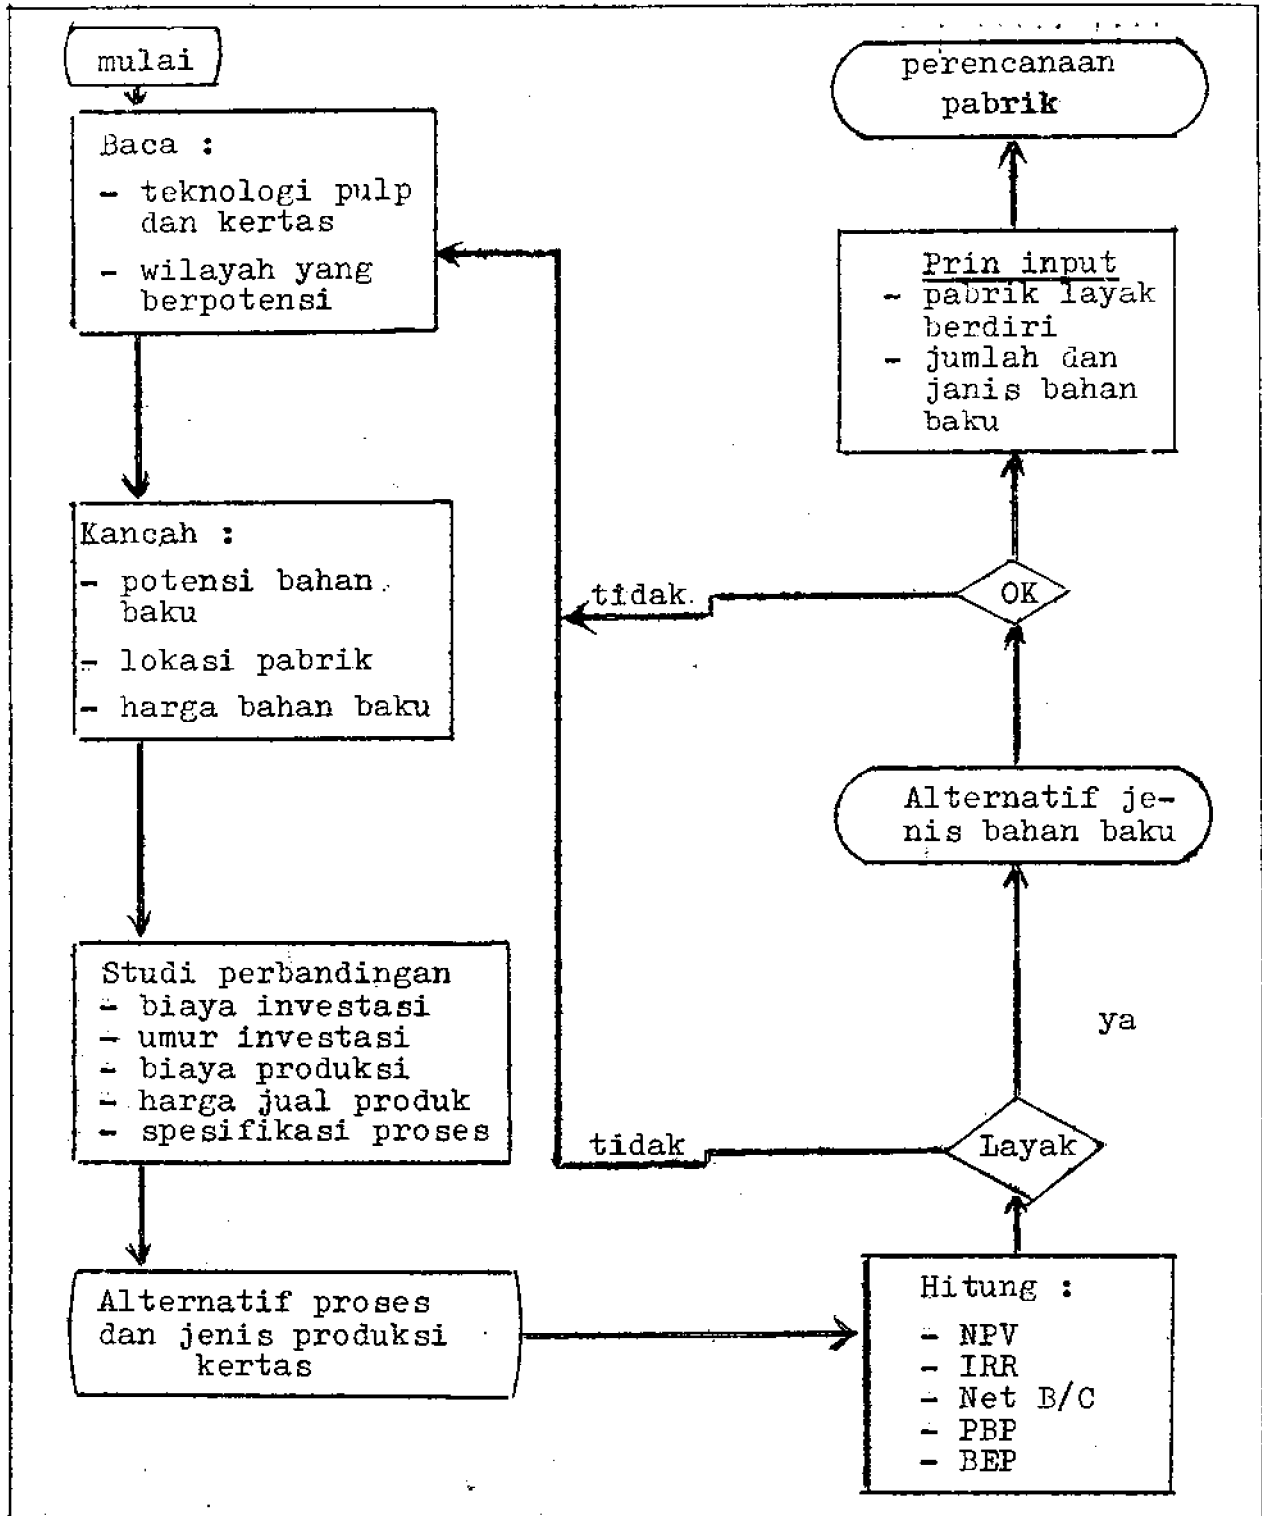 mulai
Baca :
- teknologi pulp
dan kertas
- wilayah yang
berpotensi
Kancah :
- potensi bahan
baku
- lokasi pabrik
- harga bahan baku
Studi perbandingan
- biaya investasi
- umur investasi
- biaya produksi
- harga jual produk
- spesifikasi proses
Alternatif proses
dan jenis produksi
kertas
Hitung :
- NPV
- IRR
- Net B/C
- PBP
- BEP
Layak
tidak
ya
Alternatif je-
nis bahan baku
OK
tidak
Prin input
- pabrik layak
berdiri
- jumlah dan
janis bahan
baku
perencanaan
pabrik